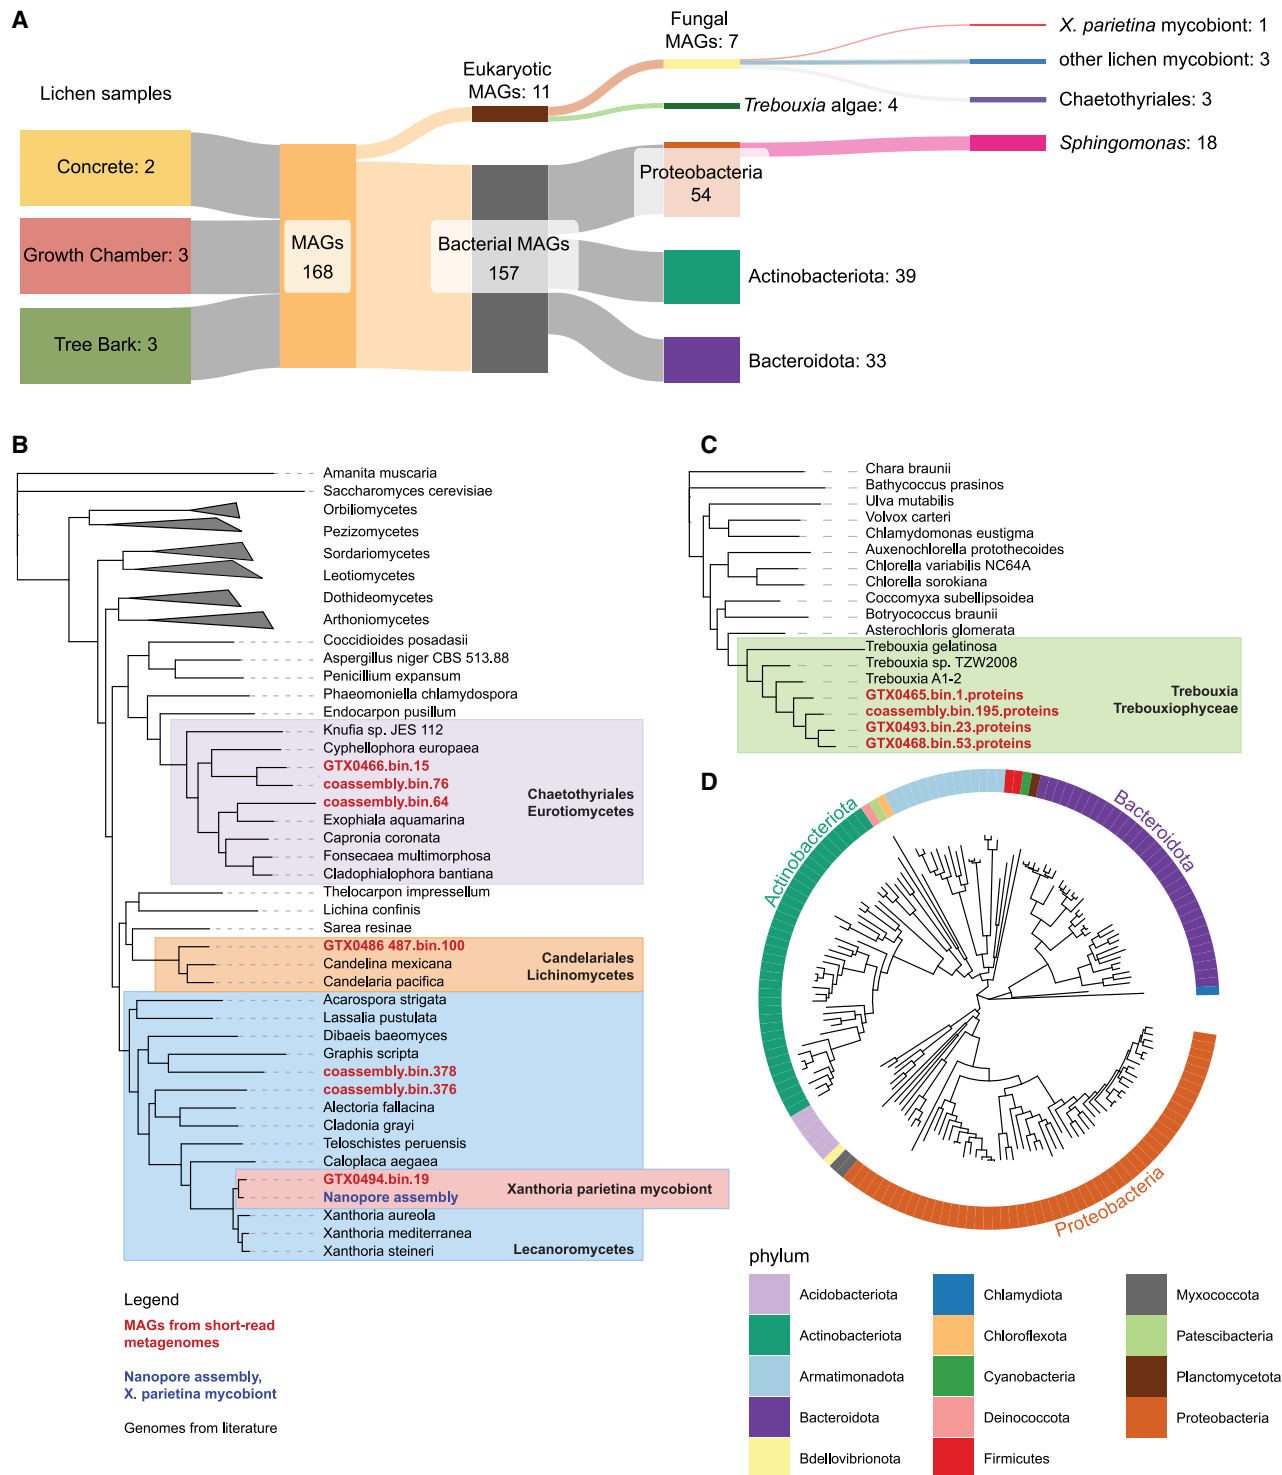 A
Lichen samples
Concrete: 2
Growth Chamber: 3
Tree Bark: 3
MAGs
168
Eukaryotic
MAGs: 11
Bacterial MAGs
157
Fungal
MAGs: 7
Trebouxia algae: 4
Proteobacteria
54
Actinobacteriota: 39
Bacteroidota: 33
X. parietina mycobiont: 1
other lichen mycobiont: 3
Chaetothyriales: 3
Sphingomonas: 18
B
Amanita muscaria
Saccharomyces cerevisiae
Orbiliomycetes
Pezizomycetes
Sordariomycetes
Leotiomycetes
Dothideomycetes
Arthoniomycetes
Coccidioides posadasii
Aspergillus niger CBS 513.88
Penicillium expansum
Phaeomoniella chlamydospora
Endocarpon pusillum
Knufia sp. JES 112
Cyphellophora europaea
GTX0466.bin.15
coassembly.bin.76
coassembly.bin.64
Exophiala aquamarina
Capronia coronata
Fonsecaea multimorphosa
Cladophialophora bantiana
Chaetothyriales
Eurotiomycetes
Thelocarpon impressellum
Lichina confinis
Sarea resinae
GTX0486 487.bin.100
Candelina mexicana
Candelaria pacifica
Candelariales
Lichinomycetes
Acarospora strigata
Lassalia pustulata
Dibaeis baeomyces
Graphis scripta
coassembly.bin.378
coassembly.bin.376
Alectoria fallacina
Cladonia grayi
Teloschistes peruensis
Caloplaca aegaea
GTX0494.bin.19
Nanopore assembly
Xanthoria parietina mycobiont
Xanthoria aureola
Xanthoria mediterranea
Xanthoria steineri
Lecanoromycetes
Legend
MAGs from short-read
metagenomes
Nanopore assembly,
X. parietina mycobiont
Genomes from literature
C
Chara braunii
Bathycoccus prasinos
Ulva mutabilis
Volvox carteri
Chlamydomonas eustigma
Auxenochlorella protothecoides
Chlorella variabilis NC64A
Chlorella sorokiana
Coccomyxa subellipsoidea
Botryococcus braunii
Asterochloris glomerata
Trebouxia gelatinosa
Trebouxia sp. TZW2008
Trebouxia A1-2
GTX0465.bin.1.proteins
coassembly.bin.195.proteins
GTX0493.bin.23.proteins
GTX0468.bin.53.proteins
Trebouxia
Trebouxiophyceae
D
Actinobacteriota
Bacteroidota
Proteobacteria
phylum
Acidobacteriota
Actinobacteriota
Armatimonadota
Bacteroidota
Bdellovibrionota
Chlamydiota
Chloroflexota
Cyanobacteria
Deinococcota
Firmicutes
Myxococcota
Patescibacteria
Planctomycetota
Proteobacteria